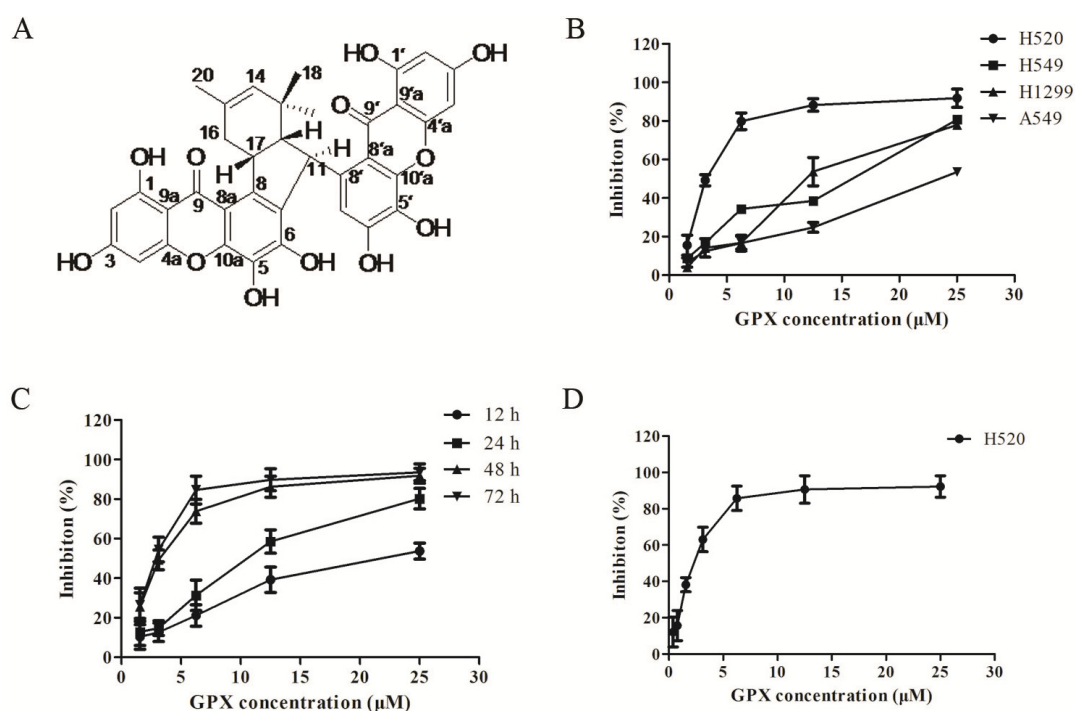 A
20
14
18
16
17
H
H
H
11
OH
O
1
9a
9
8a
8
HO
3
4a
O
10a
5
6
OH
OH
HO
1'
OH
O
9'
9'a
4'a
8'a
O
8'
10'a
5'
OH
OH
B
H520
H549
H1299
A549
Inhibiton (%)
120
100
80
60
40
20
0
0 5 10 15 20 25 30
GPX concentration (μM)
C
12 h
24 h
48 h
72 h
Inhibiton (%)
120
100
80
60
40
20
0
0 5 10 15 20 25 30
GPX concentration (μM)
D
H520
Inhibiton (%)
120
100
80
60
40
20
0
0 5 10 15 20 25 30
GPX concentration (μM)